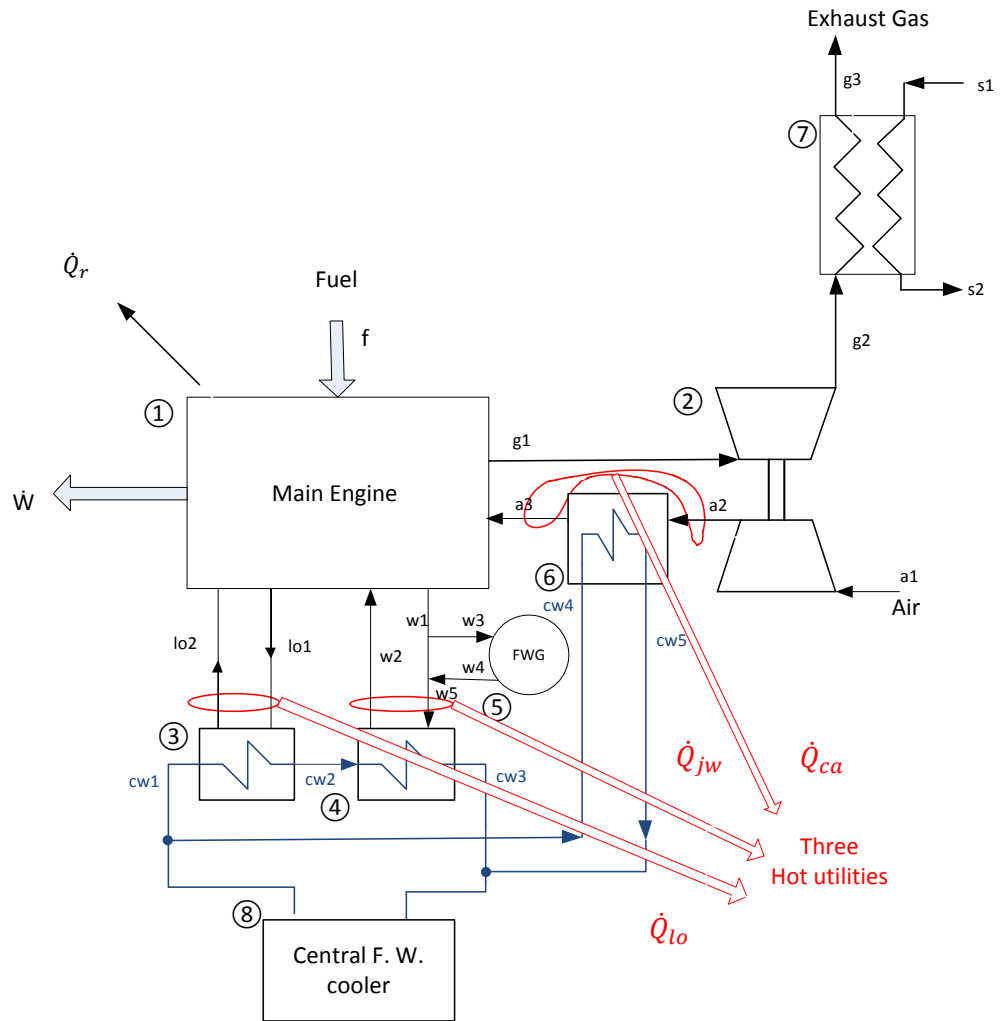 Exhaust Gas
g3
s1
⑦
Q̇r
Fuel
s2
f
g2
①
②
g1
Ẇ
Main Engine
a3
a2
⑥
a1
Air
cw4
w1
w3
lo2
lo1
w2
FWG
cw5
w4
w5
⑤
③
Q̇jw
Q̇ca
cw1
cw2
cw3
④
Three
Hot utilities
⑧
Q̇lo
Central F. W.
cooler